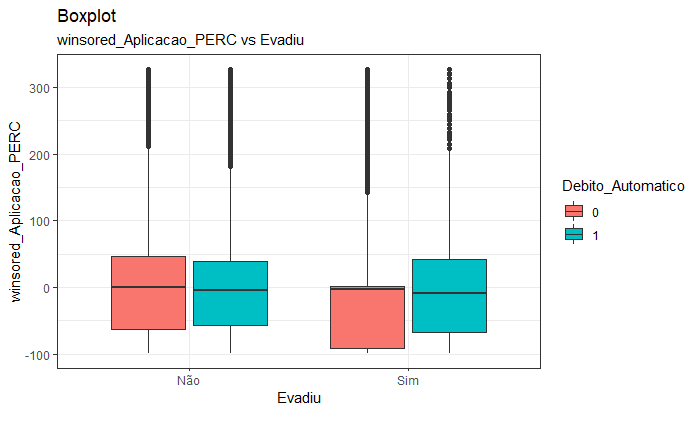 Boxplot
winsored_Aplicacao_PERC vs Evadiu
winsored_Aplicacao_PERC
300
200
100
0
-100
Não
Sim
Evadiu
Debito_Automatico
0
1